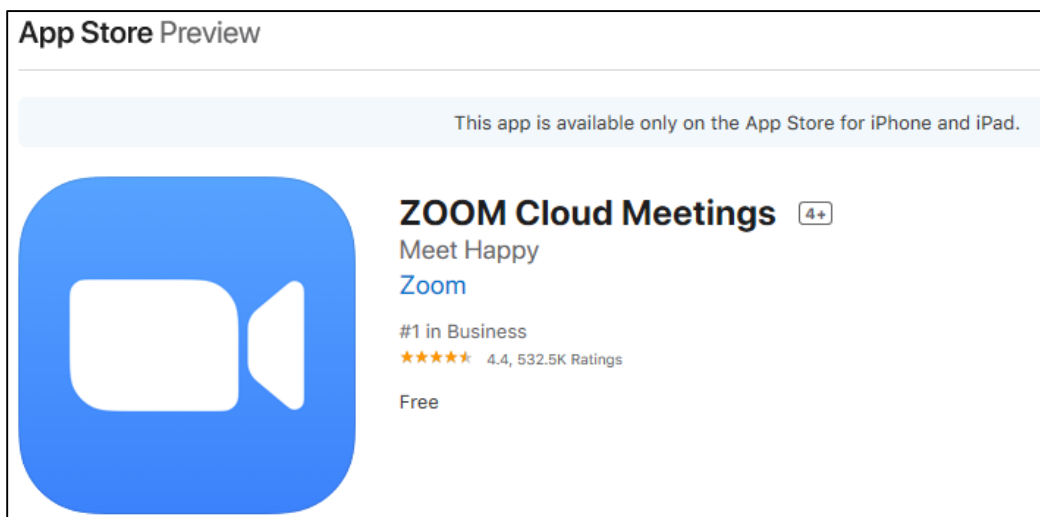 App Store Preview
This app is available only on the App Store for iPhone and iPad.
ZOOM Cloud Meetings 4+
Meet Happy
Zoom
#1 in Business
4.4, 532.5K Ratings
Free